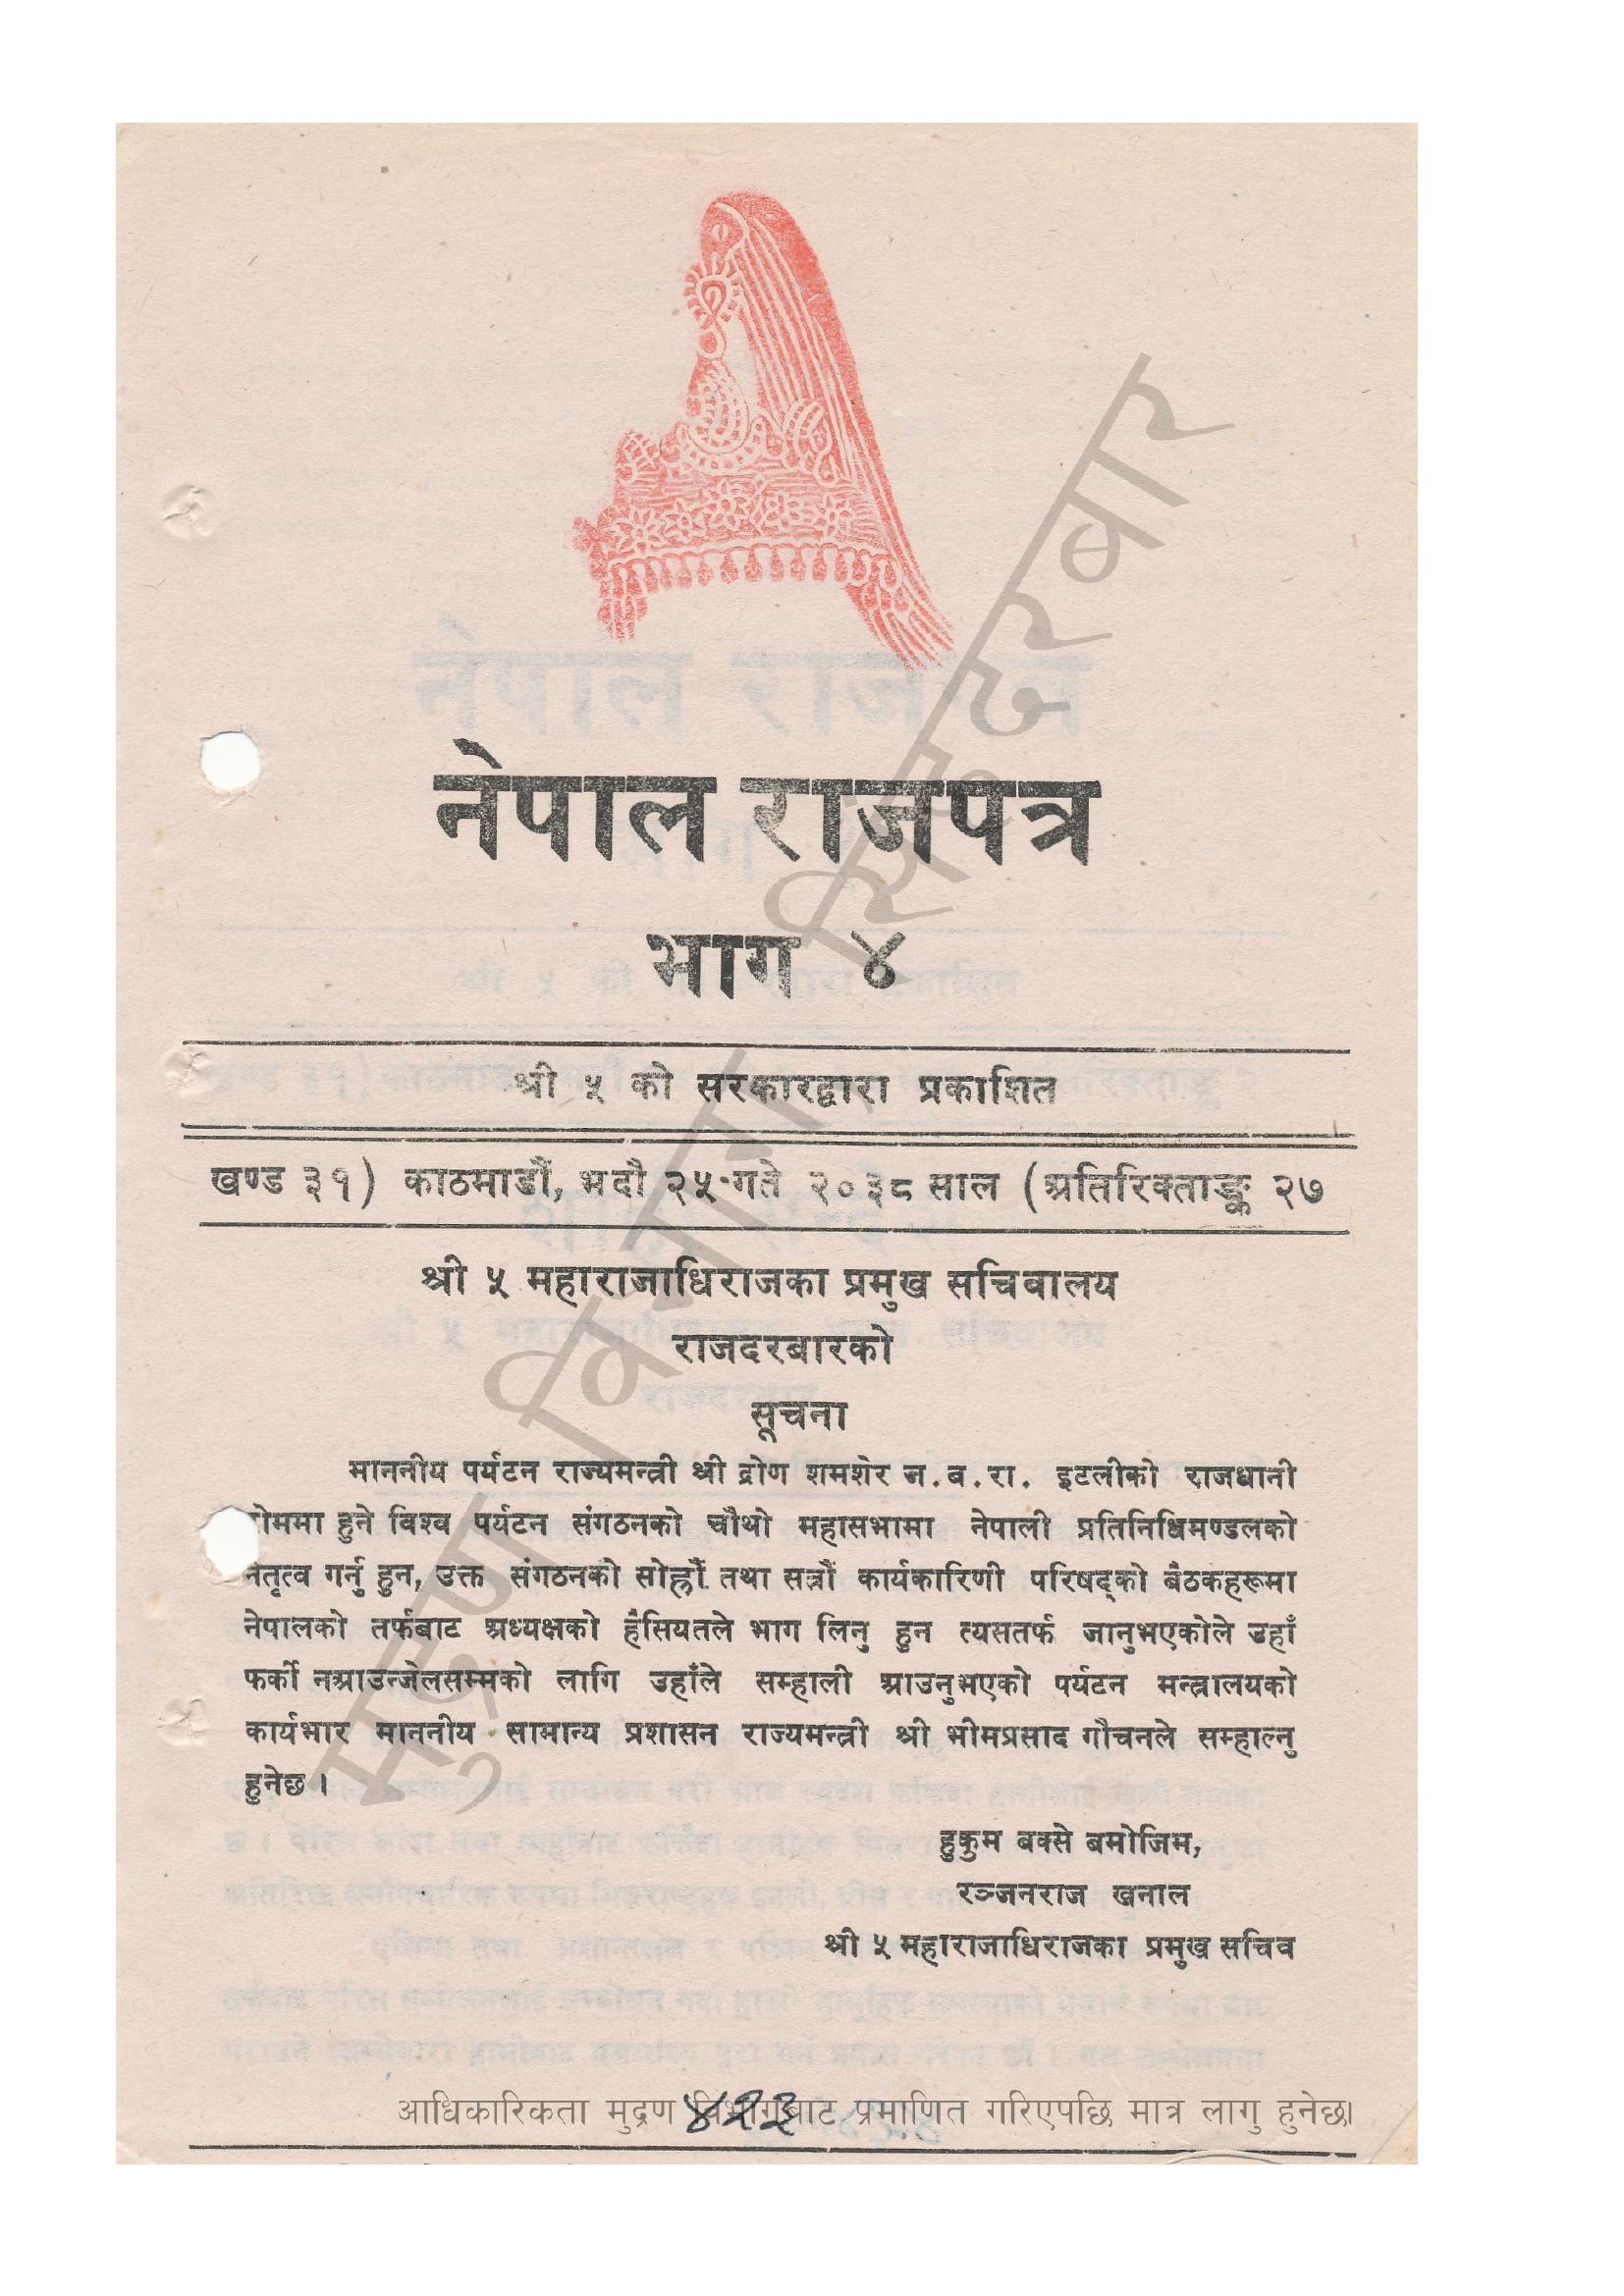 नेपाल राजपत्र
भाग ४
श्री ५ को सरकारद्वारा प्रकाशित
खण्ड ३१) काठमाडौं, भदौ २५ गते २०३८ साल (अतिरिक्ताङ्क २७
श्री ५ महाराजाधिराजका प्रमुख सचिवालय
राजदरबारको
सूचना
माननीय पर्यटन राज्यमन्त्री श्री द्रोण शमशेर ज.ब.रा. इटलीको राजधानी
रोममा हुने विश्व पर्यटन संगठनको चौथो महासभामा नेपाली प्रतिनिधिमण्डलको
नेतृत्व गर्नु हुन, उक्त संगठनको सोह्रौं तथा सत्रौं कार्यकारिणी परिषद्को बैठकहरूमा
नेपालको तर्फबाट अध्यक्षको हैसियतले भाग लिनु हुन त्यसतर्फ जानुभएकोले उहाँ
फर्की नआउन्जेलसम्मको लागि उहाँले सम्हाली आउनुभएको पर्यटन मन्त्रालयको
कार्यभार माननीय सामान्य प्रशासन राज्यमन्त्री श्री भीमप्रसाद गौचनले सम्हाल्नु
हुनेछ ।
हुकुम बक्से बमोजिम,
रञ्जनराज खनाल
श्री ५ महाराजाधिराजका प्रमुख सचिव
आधिकारिकता मुद्रण विभागबाट प्रमाणित गरिएपछि मात्र लागु हुनेछ।
४२३
मुद्रण विभाग, सिंहदरबार